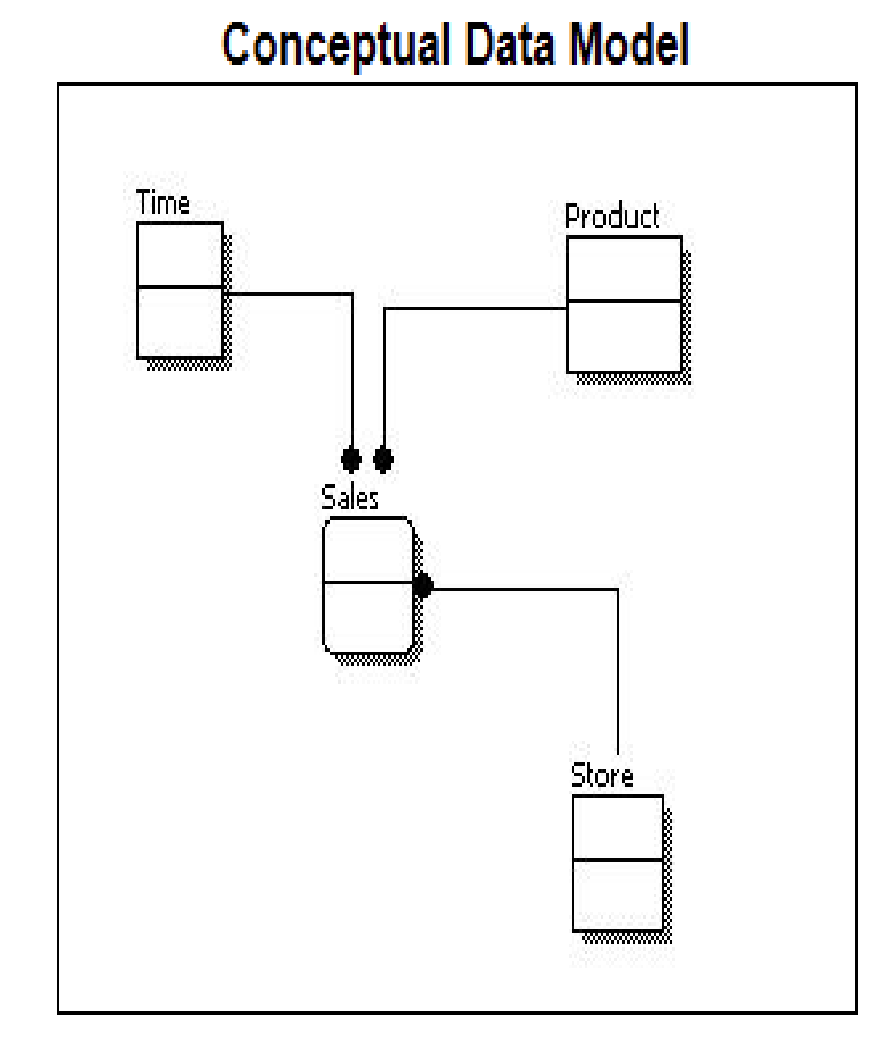 Conceptual Data Model
Time
Product
Sales
Store